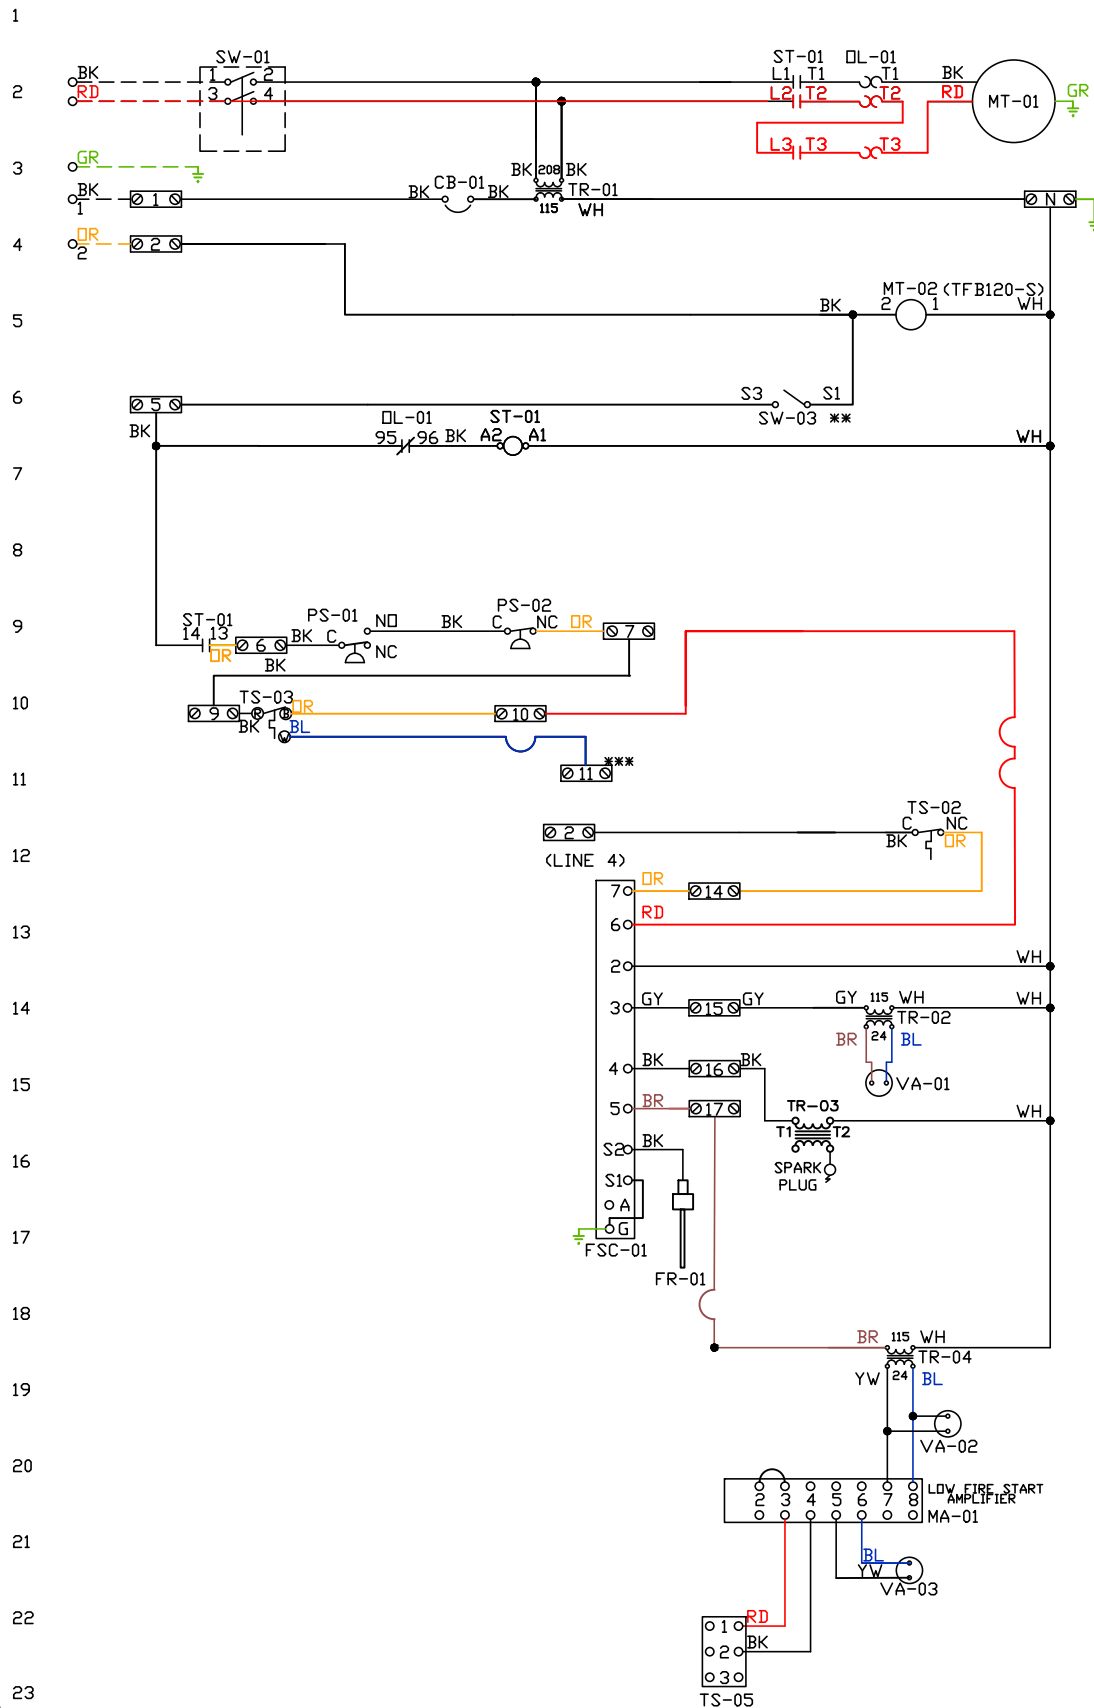 1
SW-01
ST-01 OL-01
BK 1 2 L1 T1 T1 BK
2 RD 3 4 L2 T2 T2 RD MT-01 GR
L3 T3 T3
3 GR
BK 208 BK
CB-01 TR-01
BK 1 1 BK BK 115 WH N
4 OR 2 2
MT-02 (TFB120-S)
5 BK 2 1 WH
6 5 S3 S1
SW-03 **
BK OL-01 ST-01
95 96 BK A2 A1 WH
7
8
9 ST-01 PS-01 NO BK PS-02
14 13 OR 6 BK C NC C NC OR 7
BK
10 TS-03
9 BK R B OR 10
W BL
11 11 ***
TS-02
2 C NC
BK OR
12 (LINE 4)
7 OR 14
13 6 RD
2 WH
14 3 GY 15 GY GY 115 WH WH
TR-02
24
BR BL
15 4 BK 16 BK VA-01
5 BR 17 TR-03 WH
T1 T2
16 S2 BK
SPARK
PLUG
S1
A
17 G
FSC-01
FR-01
18
BR 115 WH
TR-04
19 YW 24 BL
VA-02
20
2 3 4 5 6 7 8 LOW FIRE START
AMPLIFIER
MA-01
21
BL
YW
VA-03
22 1 RD
2 BK
3
23 TS-05